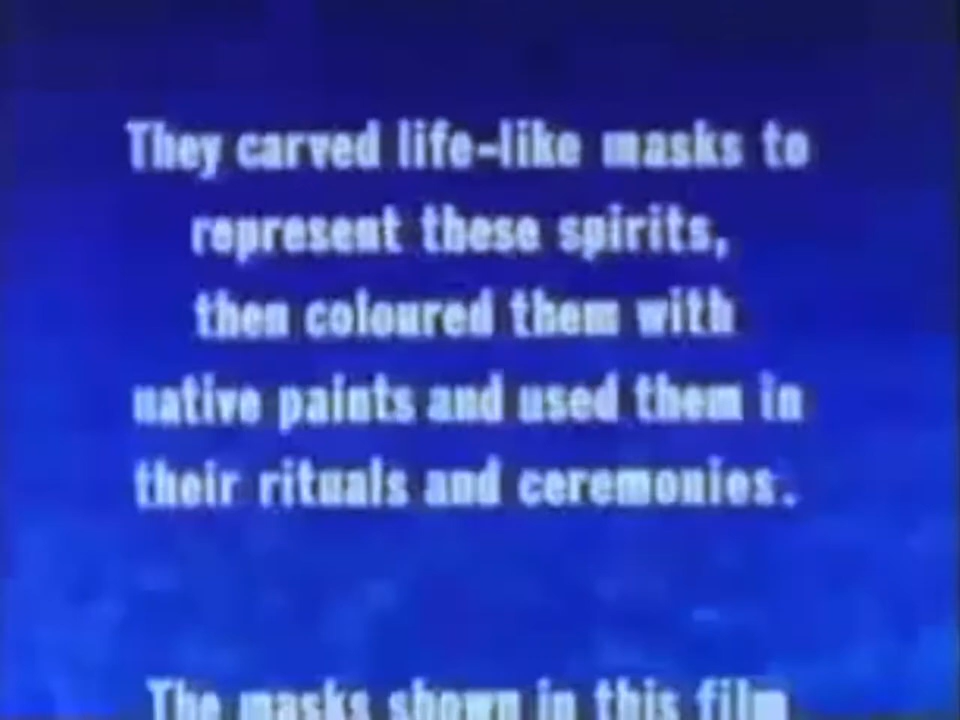 They carved life-like masks to
represent these spirits,
then coloured them with
native paints and used them in
their rituals and ceremonies.
The masks shown in this film